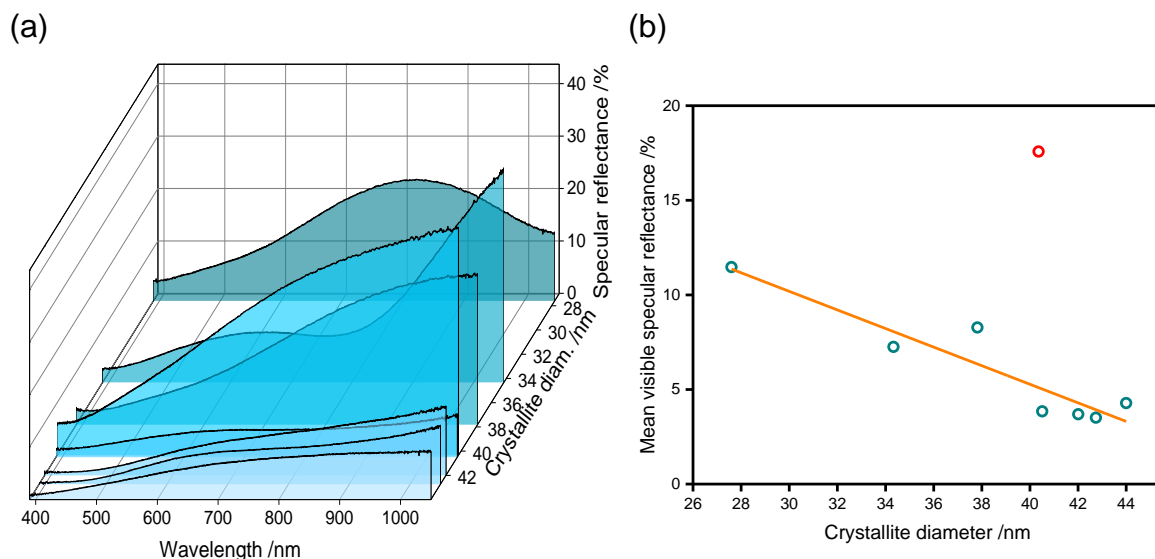 (a)
40
30
20
10
0
Specular reflectance /%
28
30
32
34
36
38
40
42
Crystallite diam. /nm
400 500 600 700 800 900 1000
Wavelength /nm
(b)
20
15
10
5
0
Mean visible specular reflectance /%
26 28 30 32 34 36 38 40 42 44
Crystallite diameter /nm